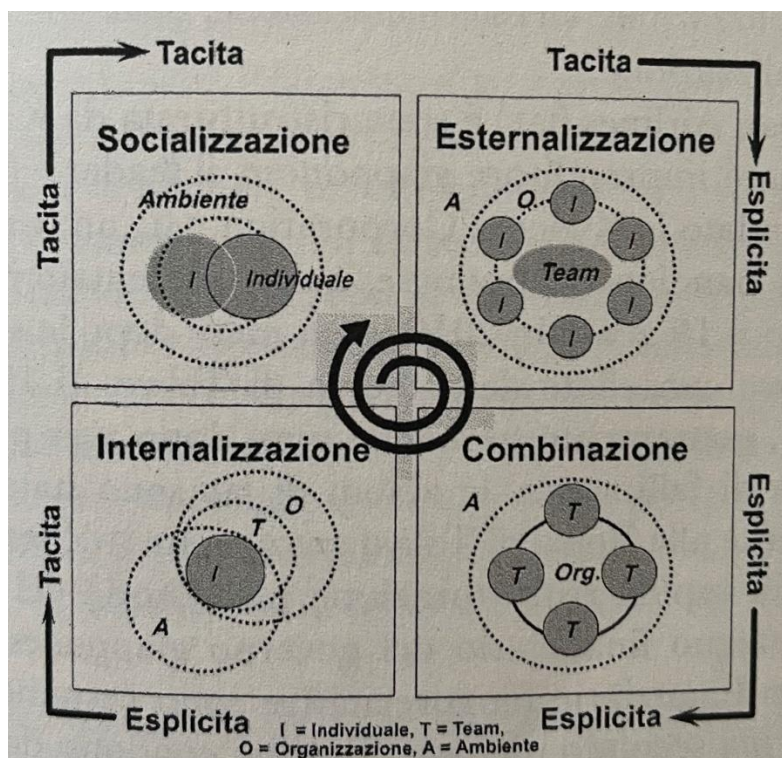 Tacita
Tacita
Tacita
Esplicita
Socializzazione
Ambiente
I
Individuale
Esternalizzazione
A
O
I
I
I
Team
I
I
I
Internalizzazione
O
T
I
A
Combinazione
A
T
T
Org.
T
T
Tacita
Esplicita
Esplicita
Esplicita
I = Individuale, T = Team,
O = Organizzazione, A = Ambiente